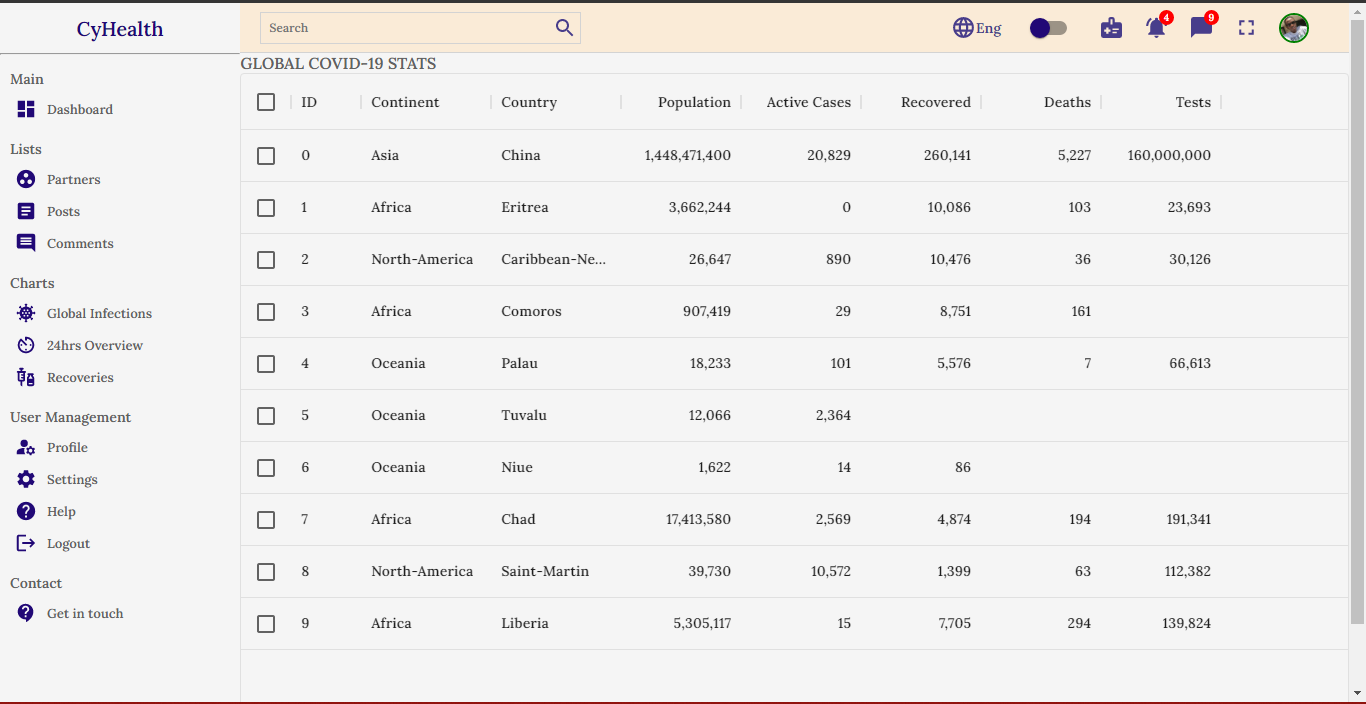 CyHealth
Search
Eng
4
9
Main
Dashboard
Lists
Partners
Posts
Comments
Charts
Global Infections
24hrs Overview
Recoveries
User Management
Profile
Settings
Help
Logout
Contact
Get in touch
GLOBAL COVID-19 STATS
ID Continent Country Population Active Cases Recovered Deaths Tests
0 Asia China 1,448,471,400 20,829 260,141 5,227 160,000,000
1 Africa Eritrea 3,662,244 0 10,086 103 23,693
2 North-America Caribbean-Ne... 26,647 890 10,476 36 30,126
3 Africa Comoros 907,419 29 8,751 161
4 Oceania Palau 18,233 101 5,576 7 66,613
5 Oceania Tuvalu 12,066 2,364
6 Oceania Niue 1,622 14 86
7 Africa Chad 17,413,580 2,569 4,874 194 191,341
8 North-America Saint-Martin 39,730 10,572 1,399 63 112,382
9 Africa Liberia 5,305,117 15 7,705 294 139,824